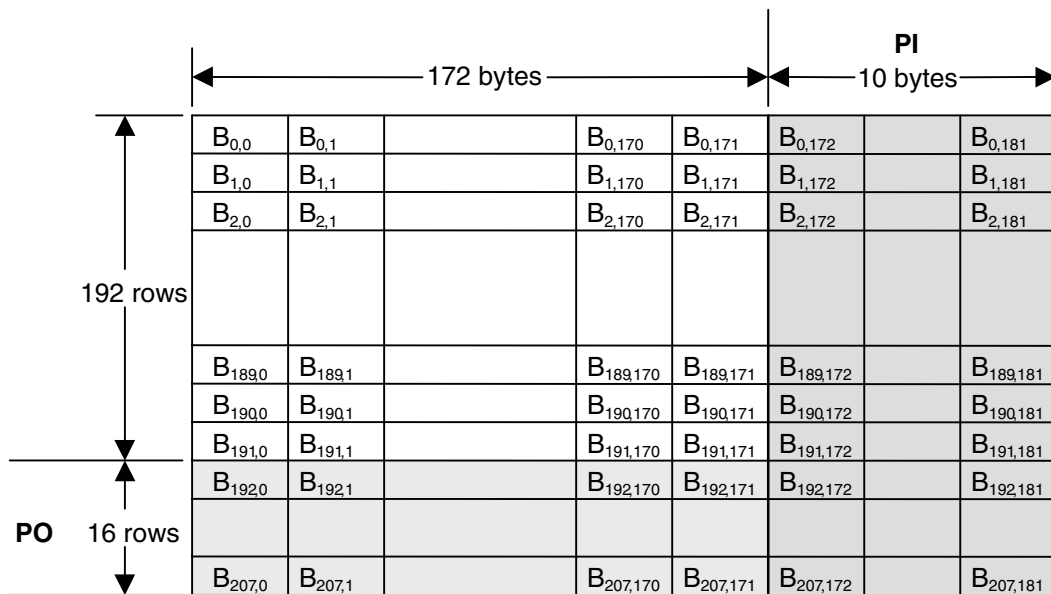 PI
172 bytes 10 bytes
B0,0 B0,1 B0,170 B0,171 B0,172 B0,181
B1,0 B1,1 B1,170 B1,171 B1,172 B1,181
B2,0 B2,1 B2,170 B2,171 B2,172 B2,181
192 rows
B189,0 B189,1 B189,170 B189,171 B189,172 B189,181
B190,0 B190,1 B190,170 B190,171 B190,172 B190,181
B191,0 B191,1 B191,170 B191,171 B191,172 B191,181
B192,0 B192,1 B192,170 B192,171 B192,172 B192,181
PO 16 rows
B207,0 B207,1 B207,170 B207,171 B207,172 B207,181